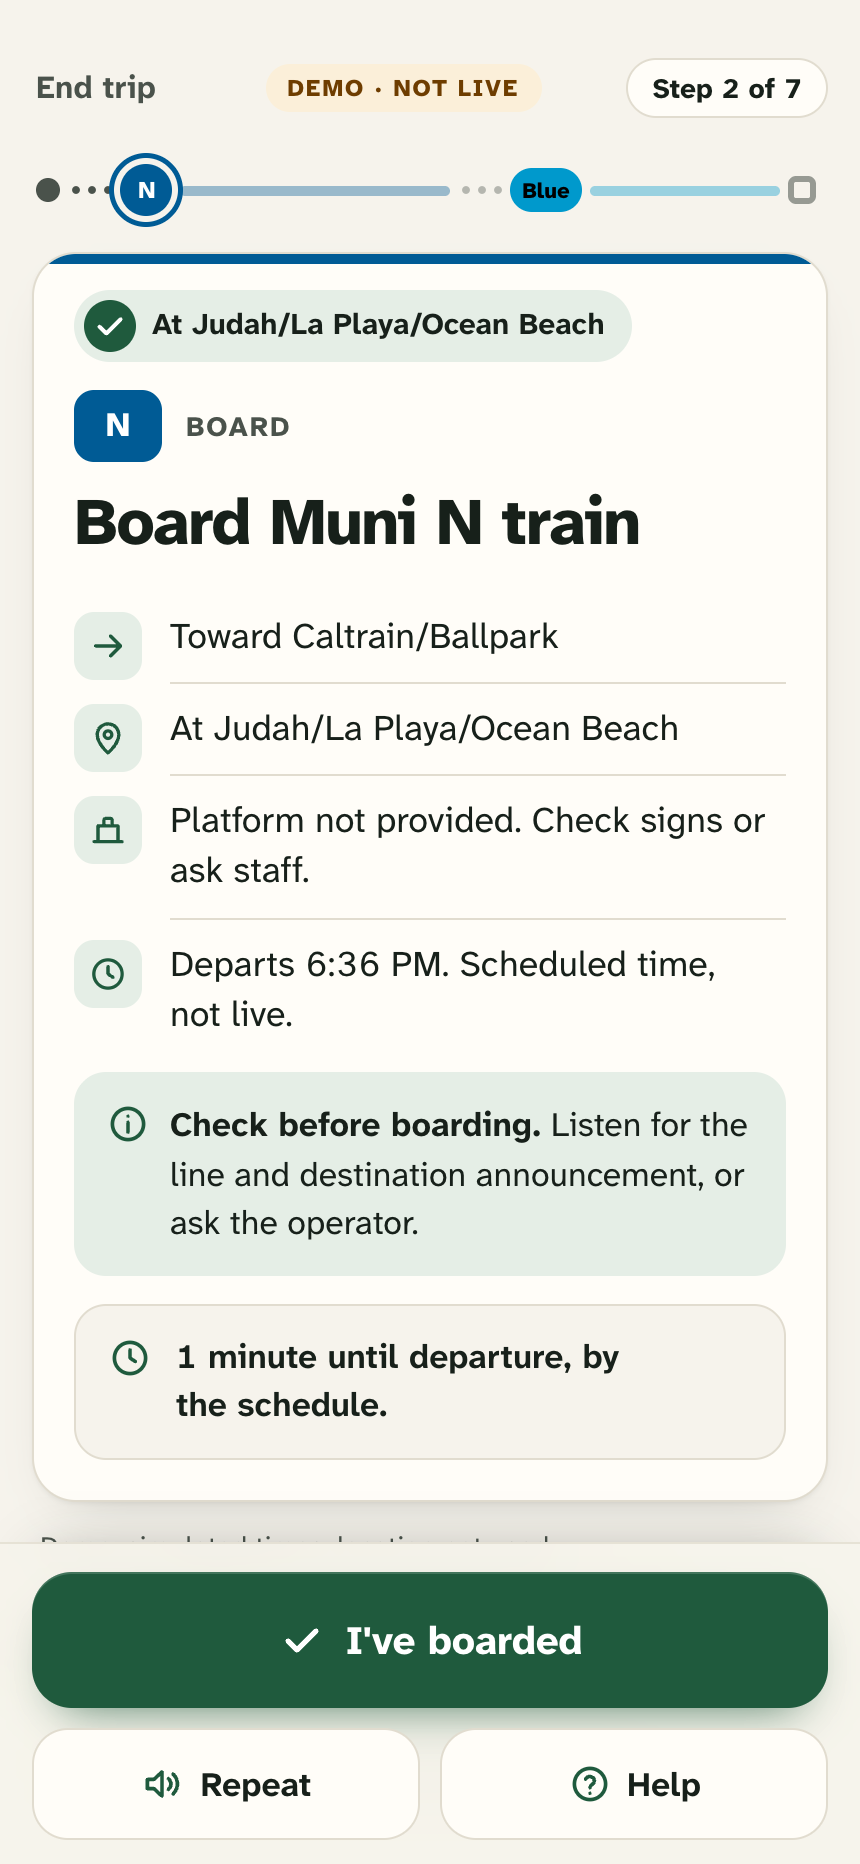 End trip
DEMO · NOT LIVE
Step 2 of 7
N
Blue
At Judah/La Playa/Ocean Beach
N
BOARD
Board Muni N train
Toward Caltrain/Ballpark
At Judah/La Playa/Ocean Beach
Platform not provided. Check signs or
ask staff.
Departs 6:36 PM. Scheduled time,
not live.
Check before boarding. Listen for the
line and destination announcement, or
ask the operator.
1 minute until departure, by
the schedule.
I've boarded
Repeat
Help